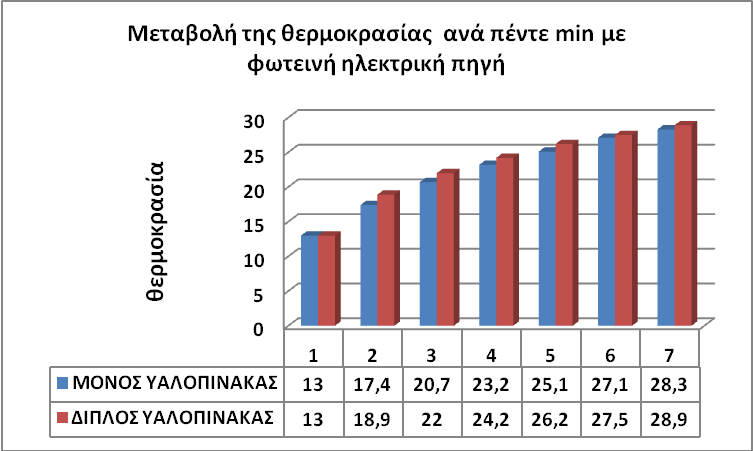 Μεταβολή της θερμοκρασίας ανά πέντε min με
φωτεινή ηλεκτρική πηγή
θερμοκρασία
30
25
20
15
10
5
0
1 2 3 4 5 6 7
ΜΟΝΟΣ ΥΑΛΟΠΙΝΑΚΑΣ 13 17,4 20,7 23,2 25,1 27,1 28,3
ΔΙΠΛΟΣ ΥΑΛΟΠΙΝΑΚΑΣ 13 18,9 22 24,2 26,2 27,5 28,9